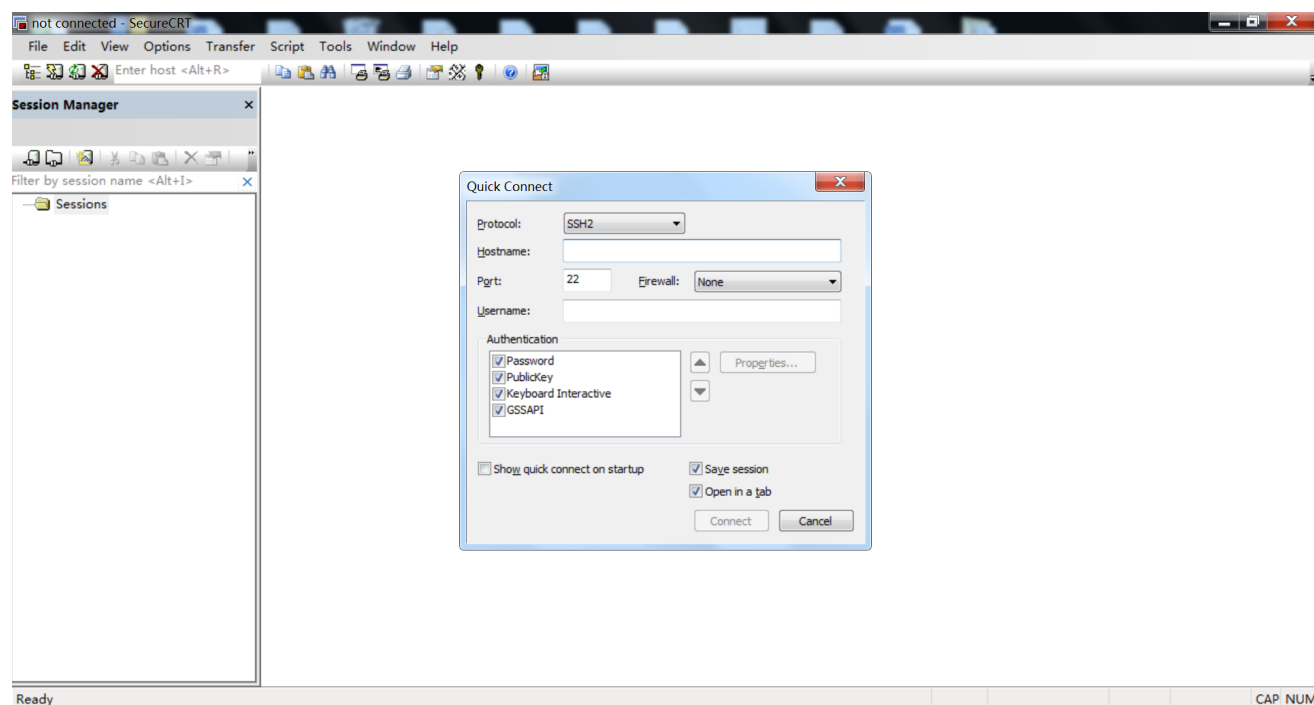 not connected - SecureCRT
File Edit View Options Transfer Script Tools Window Help
Enter host <Alt+R>
Session Manager
Filter by session name <Alt+I>
Sessions
Quick Connect
Protocol: SSH2
Hostname:
Port: 22 Firewall: None
Username:
Authentication
Password
Properties...
PublicKey
Keyboard Interactive
GSSAPI
Show quick connect on startup
Save session
Open in a tab
Connect Cancel
Ready CAP NUM